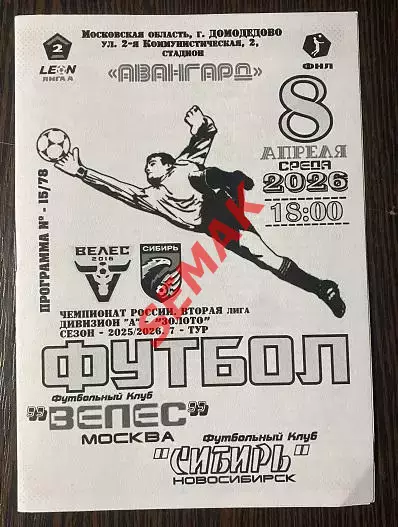 Московская область, г. ДОМОДЕДОВО
ул. 2-я Коммунистическая, 2,
СТАДИОН
"АВАНГАРД"
2
LEON
ЛИГА А
ФНЛ
8
АПРЕЛЯ
СРЕДА
2026
18:00
ПРОГРАММА № - 15/78
ВЕЛЕС
2016
СИБИРЬ
SEMAK
ЧЕМПИОНАТ РОССИИ. ВТОРАЯ ЛИГА
ДИВИЗИОН "А" - "ЗОЛОТО"
СЕЗОН - 2025/2026. 7 - ТУР
ФУТБОЛ
Футбольный Клуб
"ВЕЛЕС"
МОСКВА
Футбольный Клуб
"СИБИРЬ"
НОВОСИБИРСК